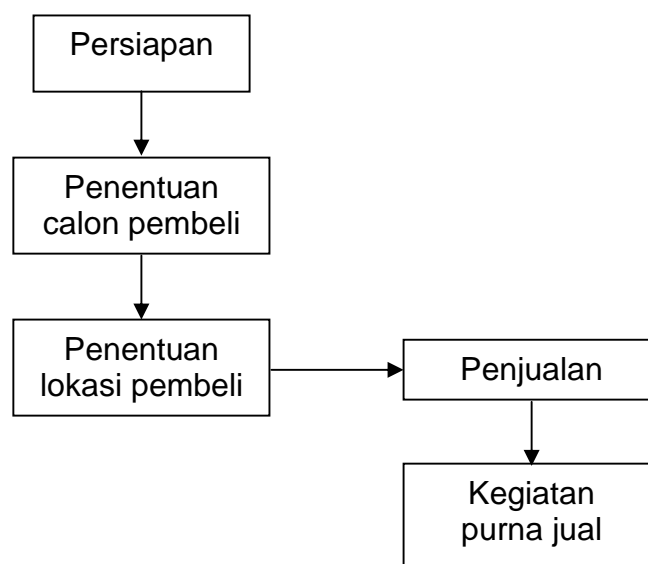 Persiapan
Penentuan
calon pembeli
Penentuan
lokasi pembeli
Penjualan
Kegiatan
purna jual